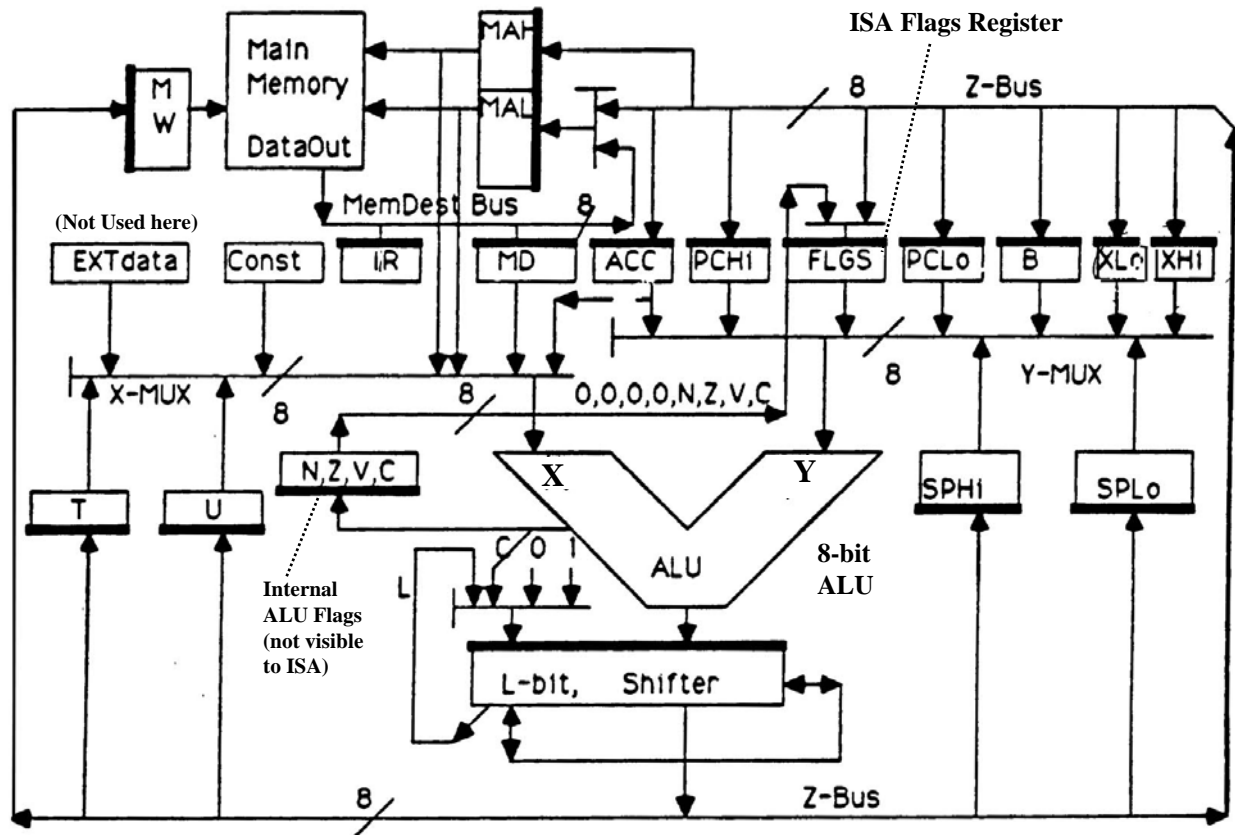 ISA Flags Register
MAH
Main
Memory
DataOut
M
W
MAL
8
Z-Bus
MemDest Bus
8
(Not Used here)
EXTdata
Const
IR
MD
ACC
PCHi
FLGS
PCLo
B
XLo
XHi
X-MUX
8
8
0,0,0,0,N,Z,V,C
8
Y-MUX
N,Z,V,C
X
Y
T
U
SPHi
SPLo
C
0
1
ALU
8-bit
ALU
L
Internal
ALU Flags
(not visible
to ISA)
L-bit, Shifter
8
Z-Bus